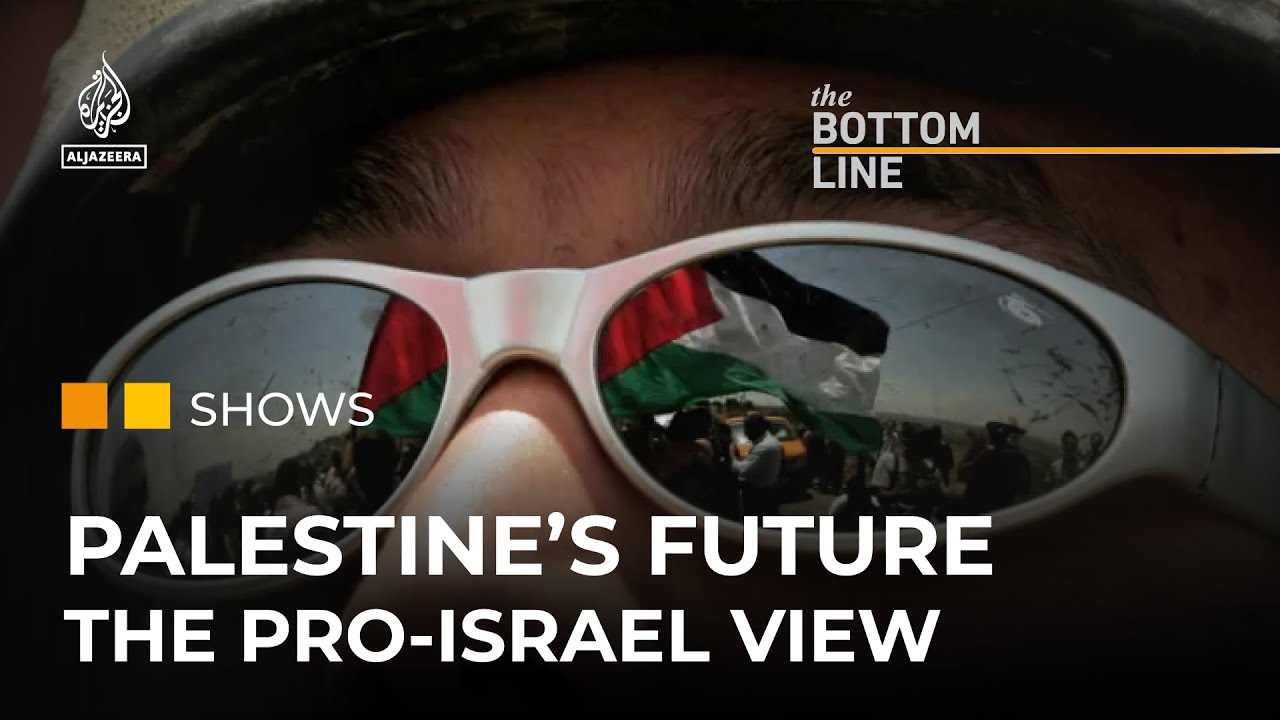 الجزيرة
ALJAZEERA
the
BOTTOM
LINE
SHOWS
PALESTINE’S FUTURE
THE PRO-ISRAEL VIEW